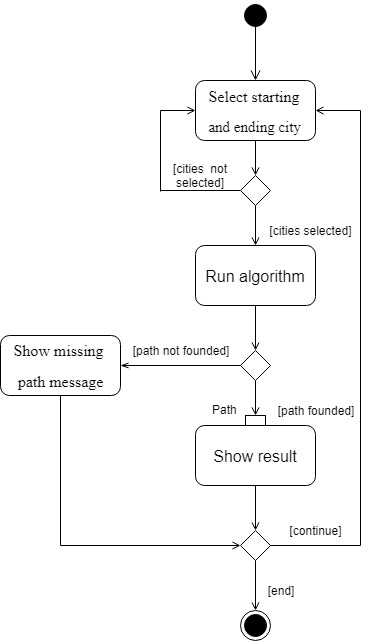 Select starting
and ending city
[cities not
selected]
[cities selected]
Run algorithm
[path not founded]
Show missing
path message
Path
[path founded]
Show result
[continue]
[end]